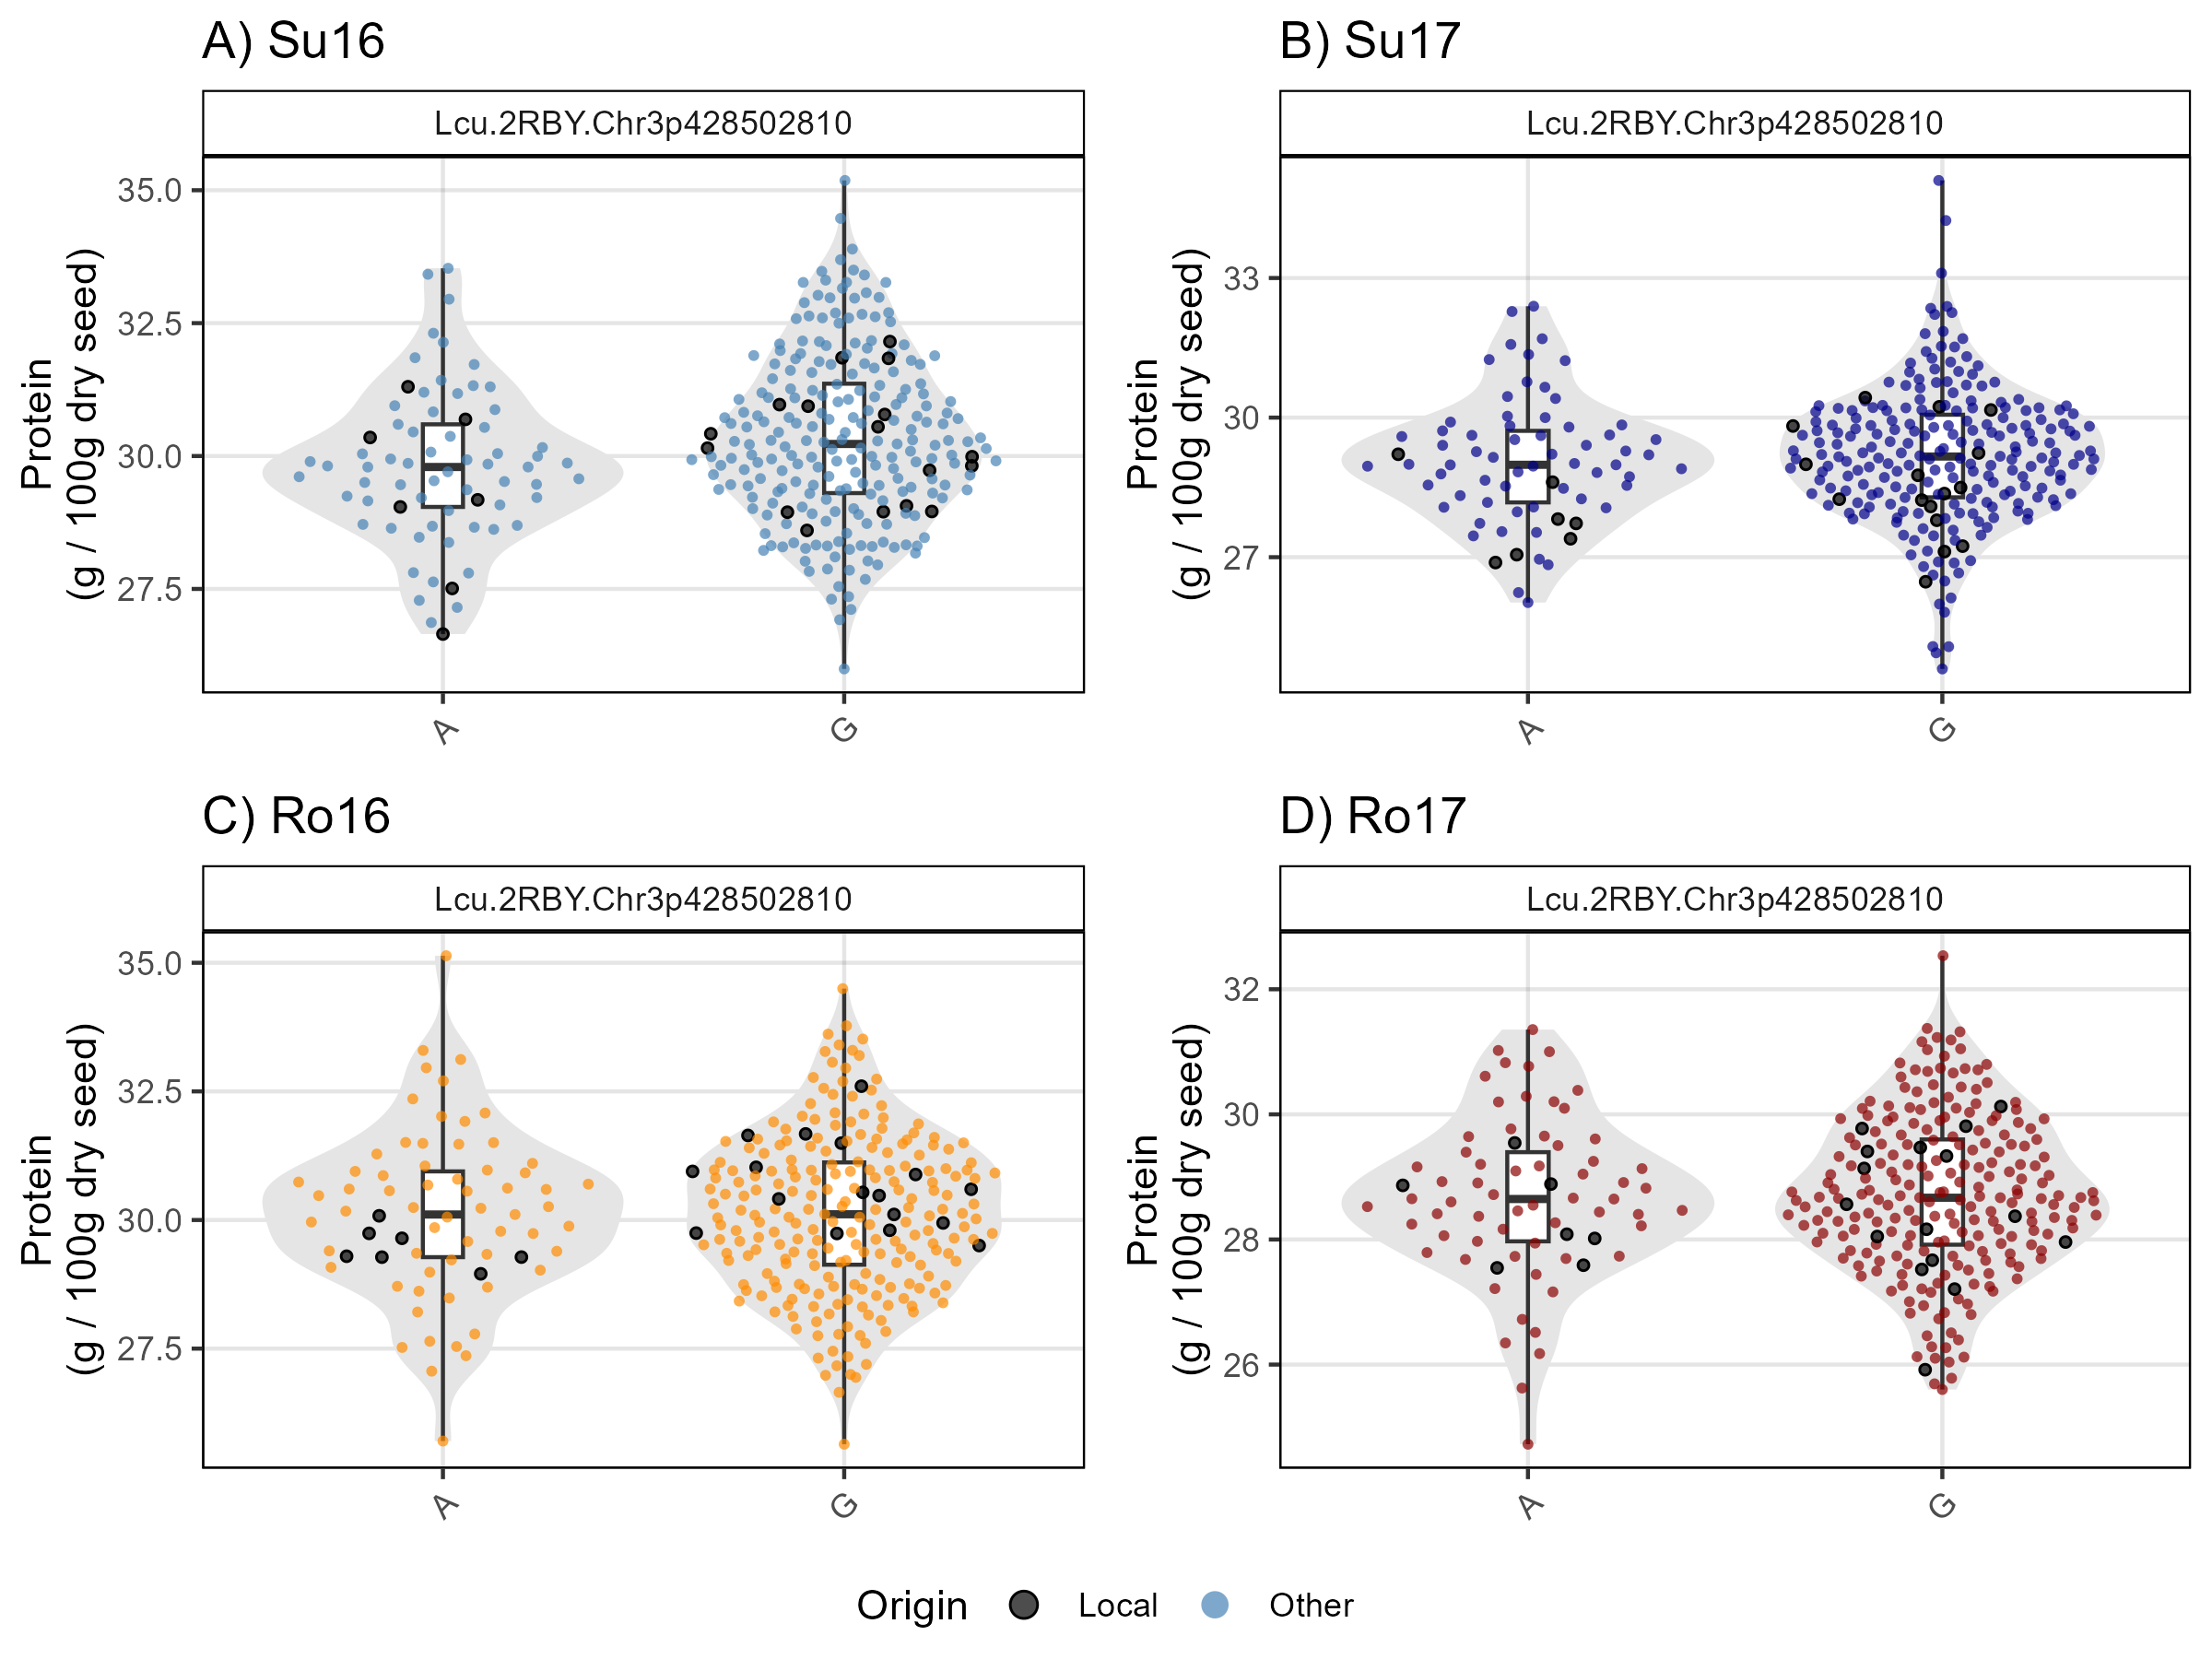 A) Su16
Lcu.2RBY.Chr3p428502810
Protein
(g / 100g dry seed)
35.0
32.5
30.0
27.5
A
G
B) Su17
Lcu.2RBY.Chr3p428502810
Protein
(g / 100g dry seed)
33
30
27
A
G
C) Ro16
Lcu.2RBY.Chr3p428502810
Protein
(g / 100g dry seed)
35.0
32.5
30.0
27.5
A
G
D) Ro17
Lcu.2RBY.Chr3p428502810
Protein
(g / 100g dry seed)
32
30
28
26
A
G
Origin Local Other